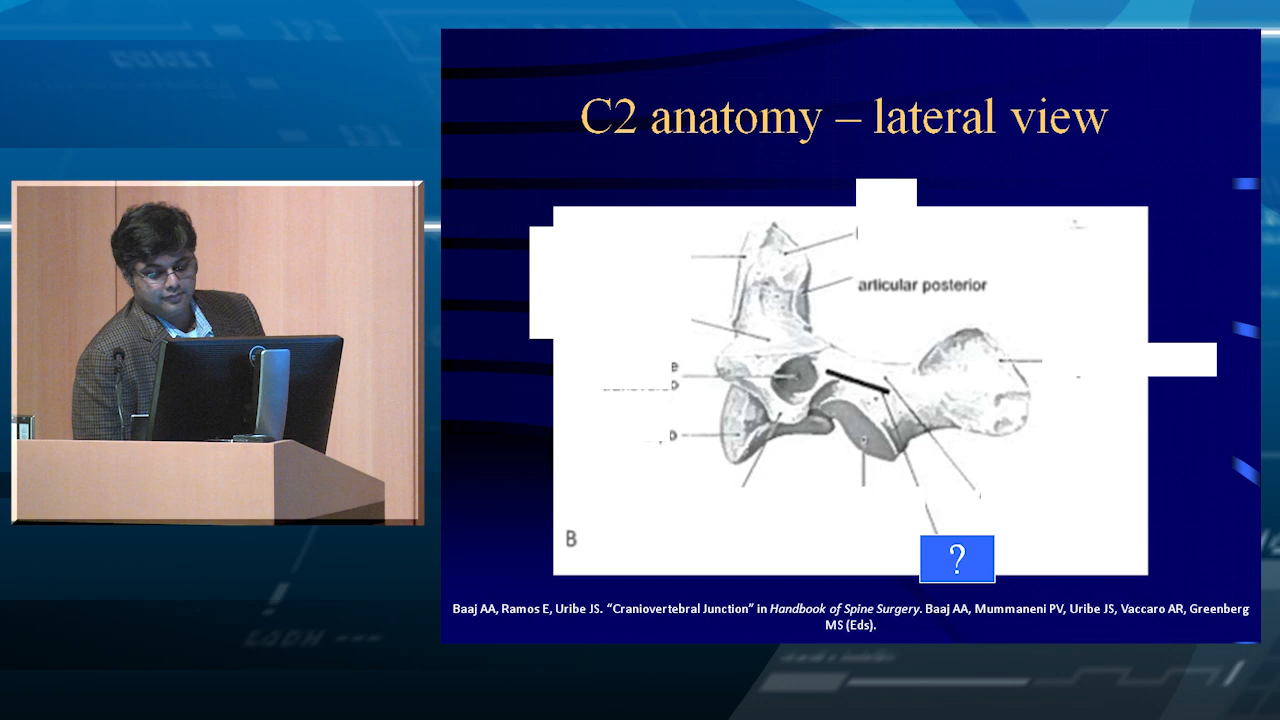 C2 anatomy – lateral view
articular posterior
B
?
Baaj AA, Ramos E, Uribe JS. “Craniovertebral Junction” in Handbook of Spine Surgery. Baaj AA, Mummaneni PV, Uribe JS, Vaccaro AR, Greenberg
MS (Eds).